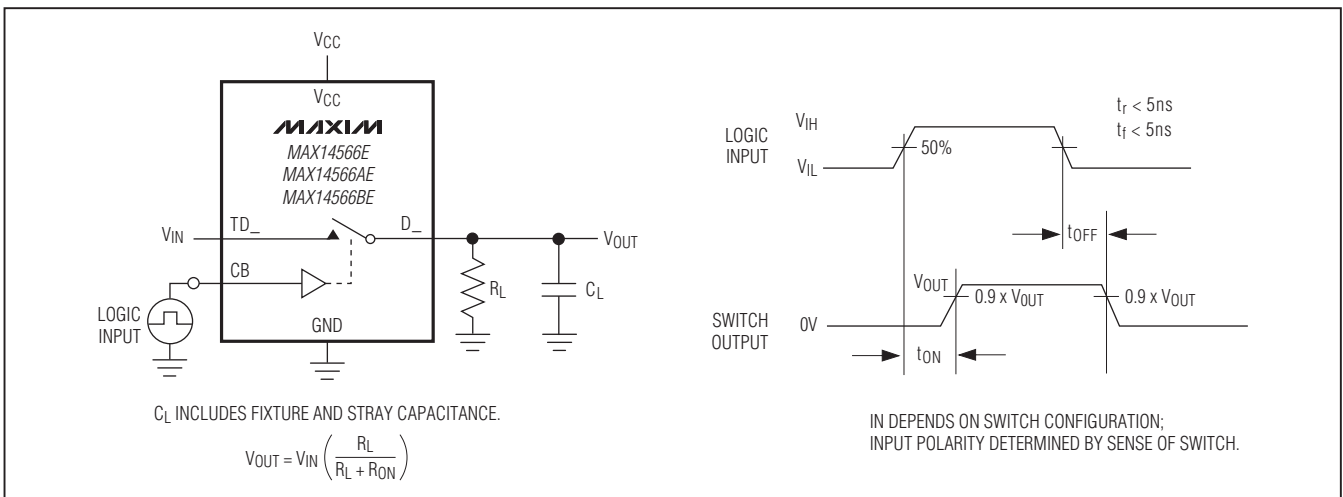 VCC
VCC
MAXIM
MAX14566E
MAX14566AE
MAX14566BE
VIN
TD_
D_
VOUT
CB
RL
CL
LOGIC
INPUT
GND
CL INCLUDES FIXTURE AND STRAY CAPACITANCE.
VOUT = VIN ( RL / RL + RON )
LOGIC
INPUT
VIH
VIL
50%
tr < 5ns
tf < 5ns
tOFF
VOUT
0.9 x V0UT
0.9 x VOUT
SWITCH
OUTPUT
0V
tON
IN DEPENDS ON SWITCH CONFIGURATION;
INPUT POLARITY DETERMINED BY SENSE OF SWITCH.